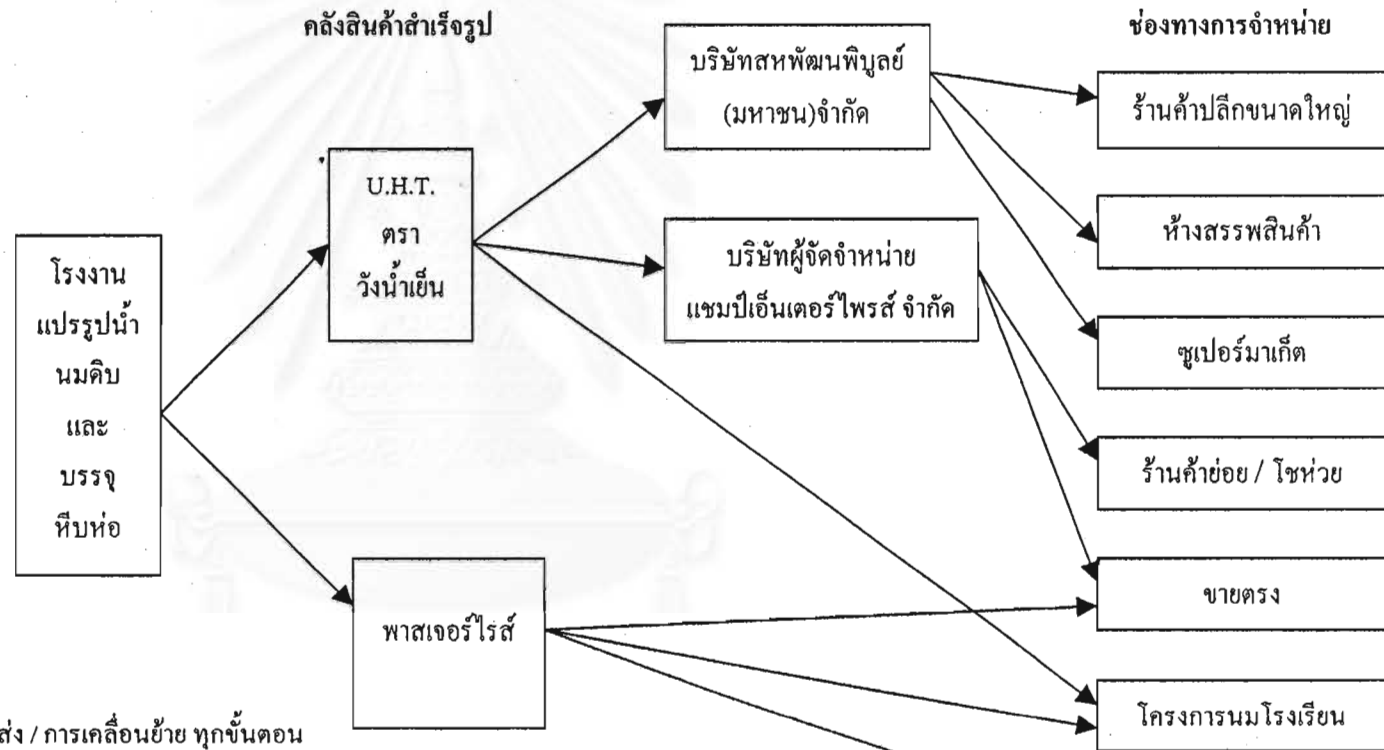 คลังสินค้าสำเร็จรูป
ช่องทางการจำหน่าย
โรงงาน
แปรรูปน้ำ
นมดิบ
และ
บรรจุ
หีบห่อ
U.H.T.
ตรา
วังน้ำเย็น
พาสเจอร์ไรส์
บริษัทสหพัฒนพิบูลย์
(มหาชน)จำกัด
บริษัทผู้จัดจำหน่าย
แชมป์เอ็นเตอร์ไพรส์ จำกัด
ร้านค้าปลีกขนาดใหญ่
ห้างสรรพสินค้า
ซูเปอร์มาเก็ต
ร้านค้าย่อย / โชห่วย
ขายตรง
โครงการนมโรงเรียน
ส่ง / การเคลื่อนย้าย ทุกขั้นตอน